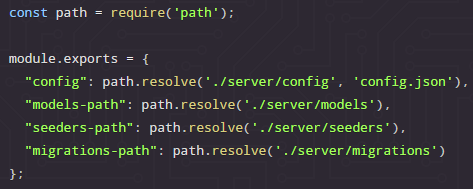 const path = require('path');
module.exports = {
"config": path.resolve('./server/config', 'config.json'),
"models-path": path.resolve('./server/models'),
"seeders-path": path.resolve('./server/seeders'),
"migrations-path": path.resolve('./server/migrations')
};